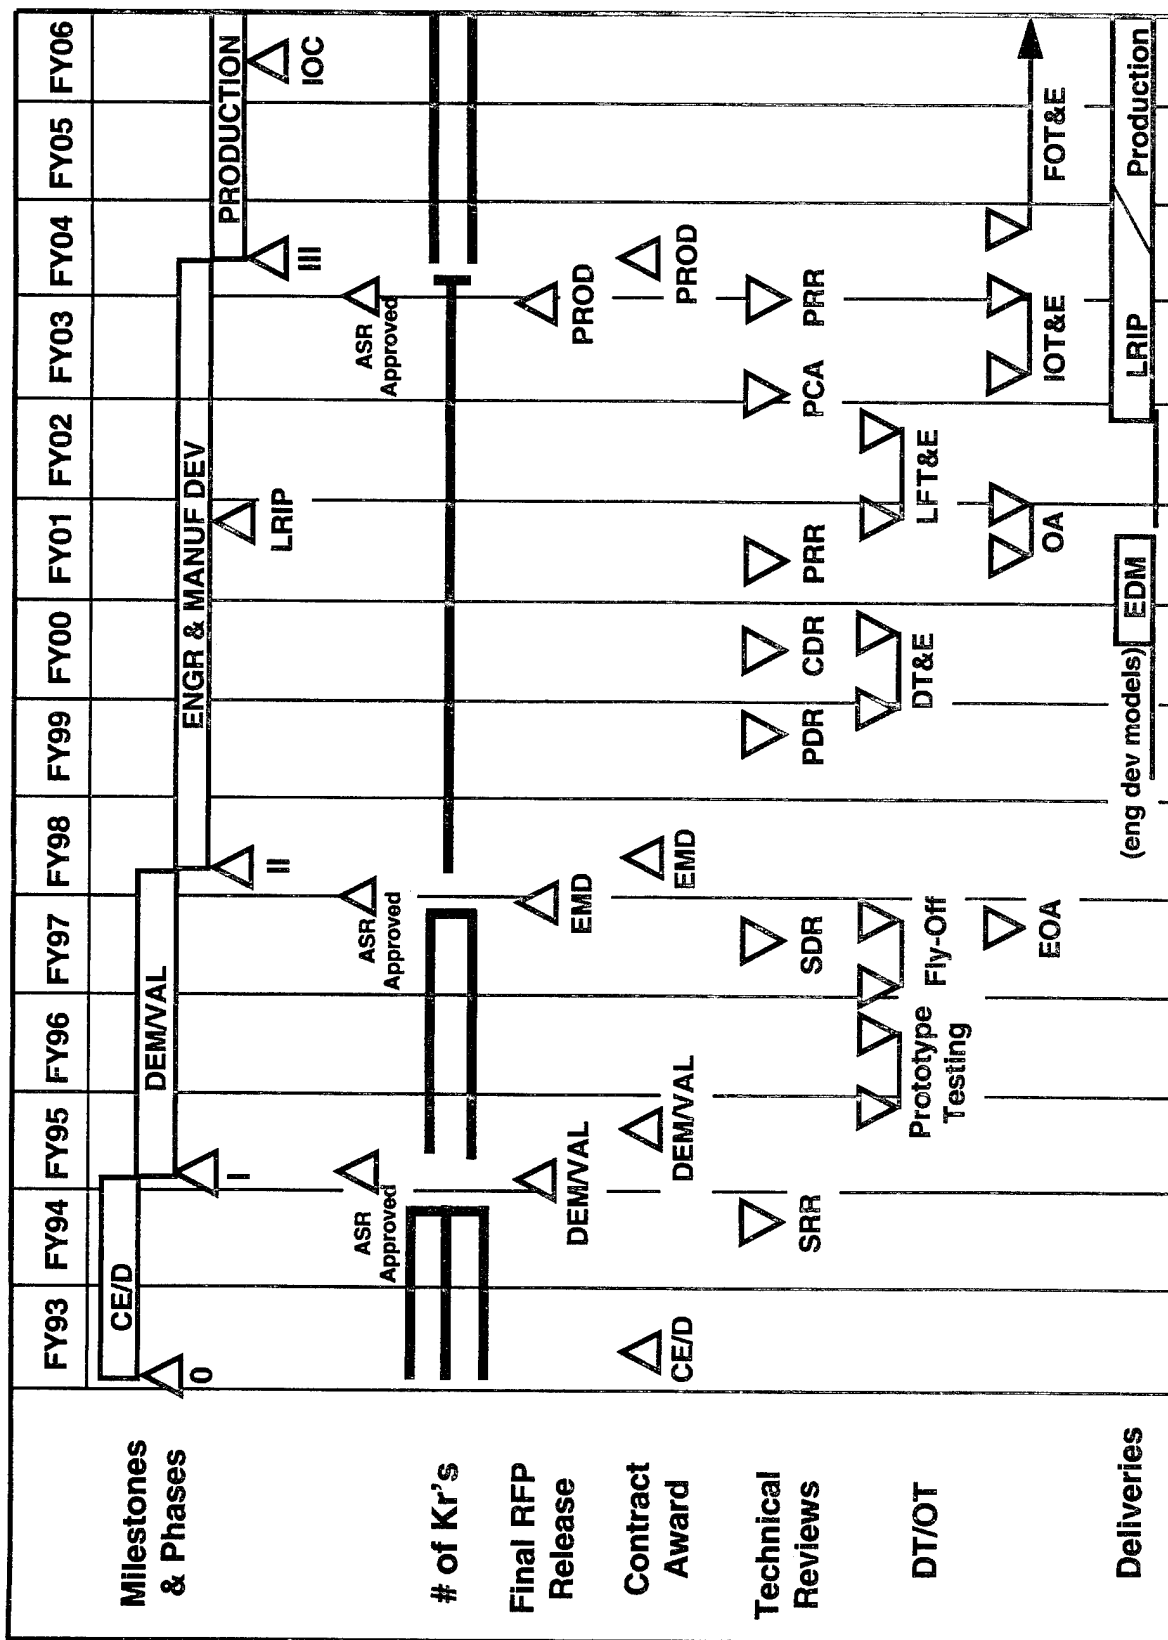 FY93 FY94 FY95 FY96 FY97 FY98 FY99 FY00 FY01 FY02 FY03 FY04 FY05 FY06
Milestones
& Phases
CE/D
DEM/VAL
ENGR & MANUF DEV
PRODUCTION
0
I
II
LRIP
III
IOC
ASR
Approved
ASR
Approved
ASR
Approved
# of Kr's
Final RFP
Release
DEM/VAL
EMD
PROD
Contract
Award
CE/D
DEM/VAL
EMD
PROD
Technical
Reviews
SRR
SDR
PDR
CDR
PRR
PCA
PRR
DT/OT
Prototype
Testing
Fly-Off
DT&E
LFT&E
EOA
OA
IOT&E
FOT&E
Deliveries
(eng dev models)
EDM
LRIP
Production